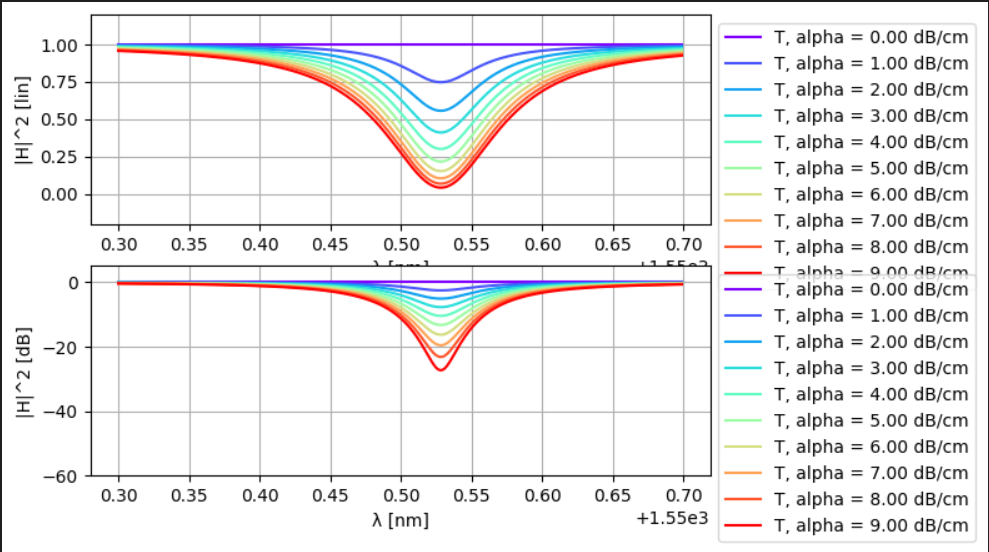 |H|^2 [lin]
1.00
0.75
0.50
0.25
0.00
0.30 0.35 0.40 0.45 0.50 0.55 0.60 0.65 0.70
λ [nm]
+1.55e3
T, alpha = 0.00 dB/cm
T, alpha = 1.00 dB/cm
T, alpha = 2.00 dB/cm
T, alpha = 3.00 dB/cm
T, alpha = 4.00 dB/cm
T, alpha = 5.00 dB/cm
T, alpha = 6.00 dB/cm
T, alpha = 7.00 dB/cm
T, alpha = 8.00 dB/cm
T, alpha = 9.00 dB/cm
|H|^2 [dB]
0
−20
−40
−60
0.30 0.35 0.40 0.45 0.50 0.55 0.60 0.65 0.70
λ [nm]
+1.55e3
T, alpha = 0.00 dB/cm
T, alpha = 1.00 dB/cm
T, alpha = 2.00 dB/cm
T, alpha = 3.00 dB/cm
T, alpha = 4.00 dB/cm
T, alpha = 5.00 dB/cm
T, alpha = 6.00 dB/cm
T, alpha = 7.00 dB/cm
T, alpha = 8.00 dB/cm
T, alpha = 9.00 dB/cm